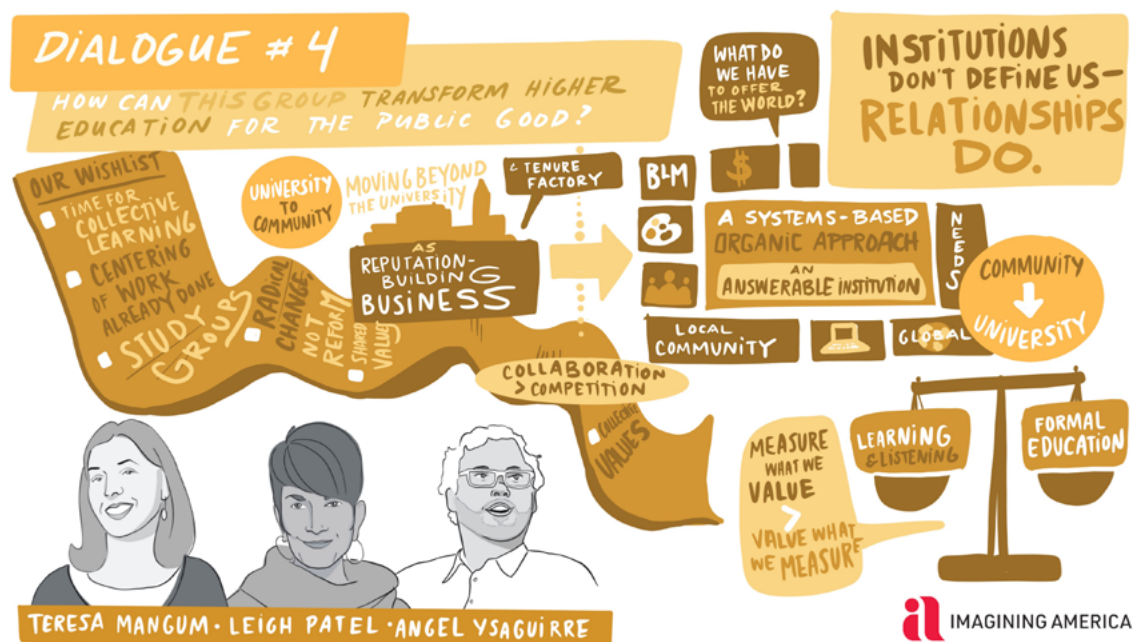 DIALOGUE # 4
HOW CAN THIS GROUP TRANSFORM HIGHER
EDUCATION FOR THE PUBLIC GOOD?
OUR WISHLIST
TIME FOR
COLLECTIVE
LEARNING
CENTERING
OF WORK
ALREADY DONE
STUDY
GROUPS
RADICAL
CHANGE,
NOT
REFORM
SHARED
VALUES
UNIVERSITY
TO
COMMUNITY
MOVING BEYOND
THE UNIVERSITY
AS
REPUTATION-
BUILDING
BUSINESS
& TENURE
FACTORY
COLLABORATION
> COMPETITION
COLLECTIVE
VALUES
WHAT DO
WE HAVE
TO OFFER
THE WORLD?
BLM
$
A SYSTEMS-BASED
ORGANIC APPROACH
AN
ANSWERABLE INSTITUTION
NEEDS
LOCAL
COMMUNITY
GLOBAL
INSTITUTIONS
DON'T DEFINE US—
RELATIONSHIPS
DO.
COMMUNITY
UNIVERSITY
MEASURE
WHAT WE
VALUE
>
VALUE WHAT
WE MEASURE
LEARNING
& LISTENING
FORMAL
EDUCATION
TERESA MANGUM • LEIGH PATEL • ANGEL YSAGUIRRE
IMAGINING AMERICA